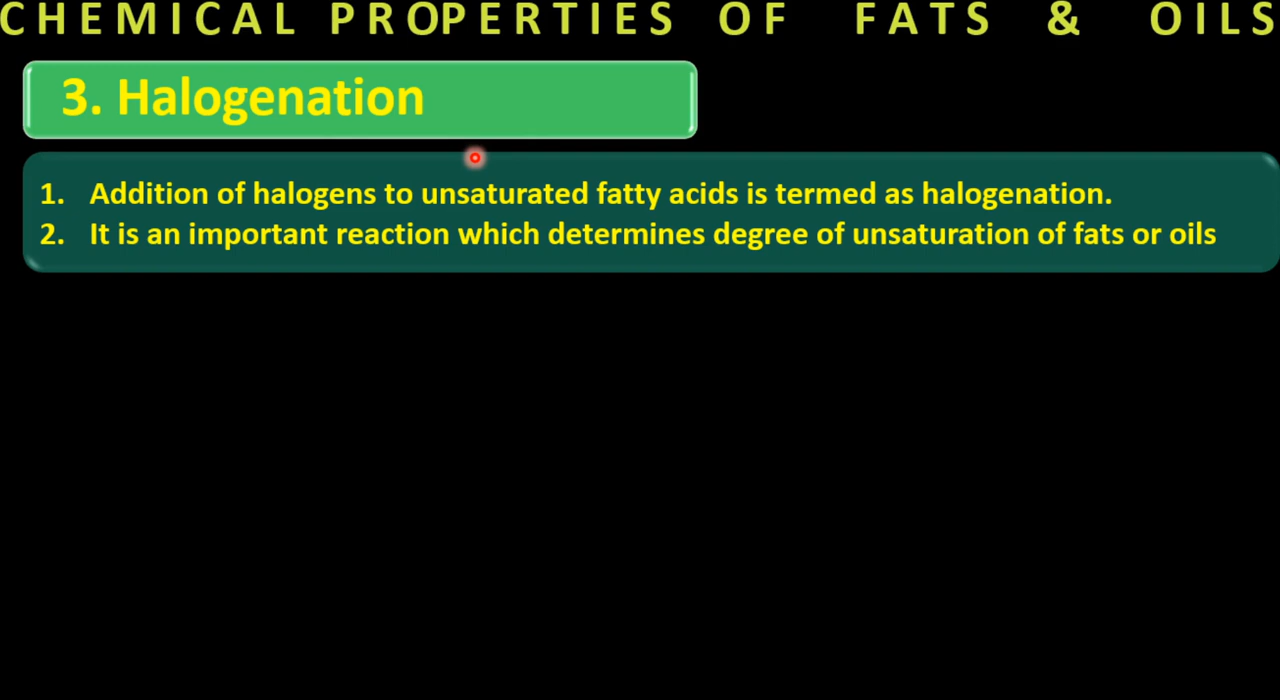 CHEMICAL PROPERTIES OF FATS & OILS
3. Halogenation
1. Addition of halogens to unsaturated fatty acids is termed as halogenation.
2. It is an important reaction which determines degree of unsaturation of fats or oils